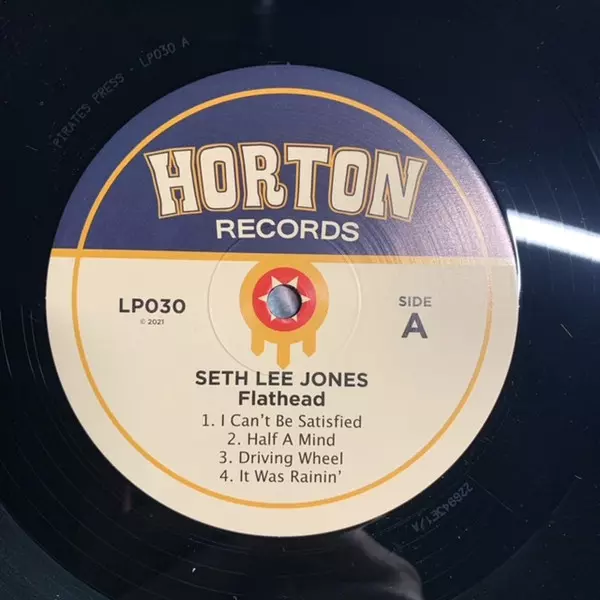 PIRATES PRESS - LP030 A
HORTON
RECORDS
LP030
© 2021
SIDE
A
SETH LEE JONES
Flathead
1. I Can't Be Satisfied
2. Half A Mind
3. Driving Wheel
4. It Was Rainin'